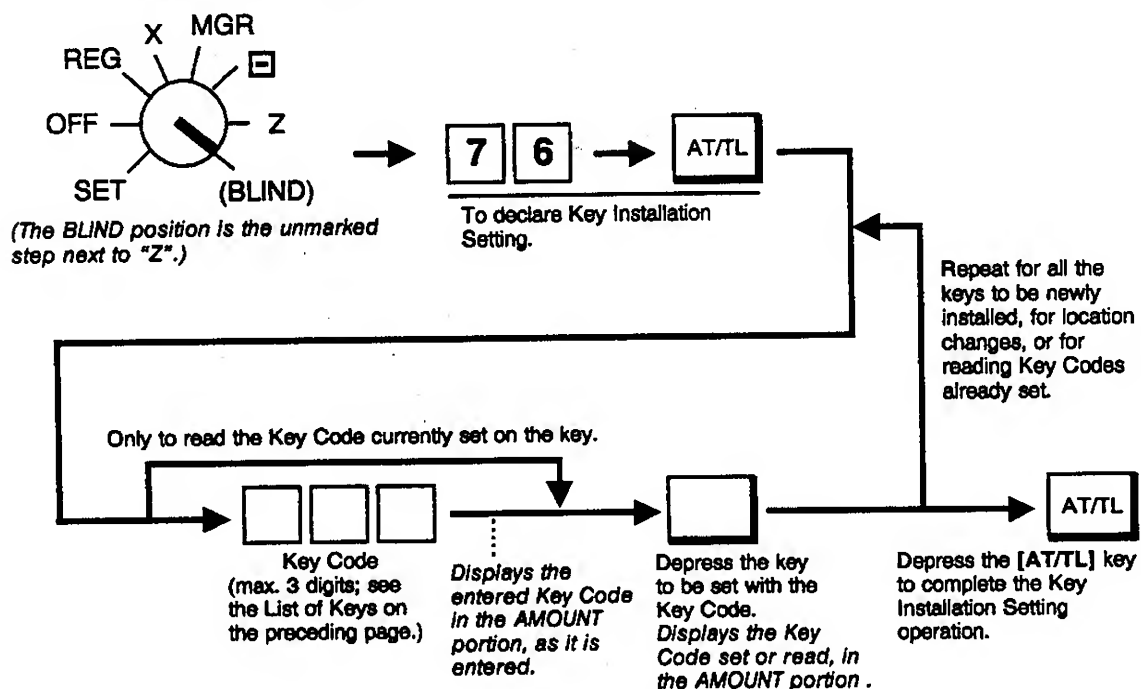 MGR
X
REG
⊟
OFF
Z
SET
(BLIND)
(The BLIND position is the unmarked
step next to "Z".)
7 6
AT/TL
To declare Key Installation
Setting.
Repeat for all the
keys to be newly
installed, for location
changes, or for
reading Key Codes
already set.
Only to read the Key Code currently set on the key.
Key Code
(max. 3 digits; see
the List of Keys on
the preceding page.)
Displays the
entered Key Code
in the AMOUNT
portion, as it is
entered.
Depress the key
to be set with the
Key Code.
Displays the Key
Code set or read, in
the AMOUNT portion .
AT/TL
Depress the [AT/TL] key
to complete the Key
Installation Setting
operation.